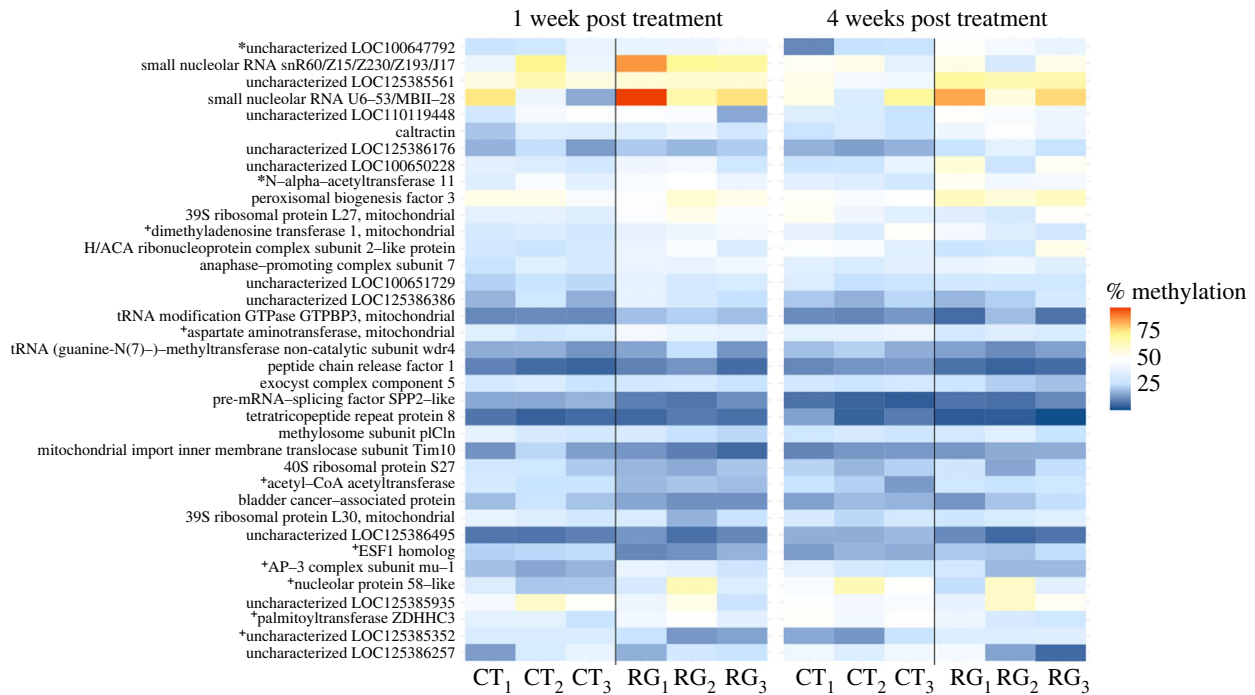 1 week post treatment
4 weeks post treatment
*uncharacterized LOC100647792
small nucleolar RNA snR60/Z15/Z230/Z193/J17
uncharacterized LOC125385561
small nucleolar RNA U6–53/MBII–28
uncharacterized LOC110119448
caltractin
uncharacterized LOC125386176
uncharacterized LOC100650228
*N–alpha–acetyltransferase 11
peroxisomal biogenesis factor 3
39S ribosomal protein L27, mitochondrial
+dimethyladenosine transferase 1, mitochondrial
H/ACA ribonucleoprotein complex subunit 2–like protein
anaphase–promoting complex subunit 7
uncharacterized LOC100651729
uncharacterized LOC125386386
tRNA modification GTPase GTPBP3, mitochondrial
+aspartate aminotransferase, mitochondrial
tRNA (guanine-N(7)–)–methyltransferase non-catalytic subunit wdr4
peptide chain release factor 1
exocyst complex component 5
pre-mRNA–splicing factor SPP2–like
tetratricopeptide repeat protein 8
methylosome subunit plCln
mitochondrial import inner membrane translocase subunit Tim10
40S ribosomal protein S27
+acetyl–CoA acetyltransferase
bladder cancer–associated protein
39S ribosomal protein L30, mitochondrial
uncharacterized LOC125386495
+ESF1 homolog
+AP–3 complex subunit mu–1
+nucleolar protein 58–like
uncharacterized LOC125385935
+palmitoyltransferase ZDHHC3
+uncharacterized LOC125385352
uncharacterized LOC125386257
CT1 CT2 CT3 RG1 RG2 RG3 CT1 CT2 CT3 RG1 RG2 RG3
% methylation
75
50
25